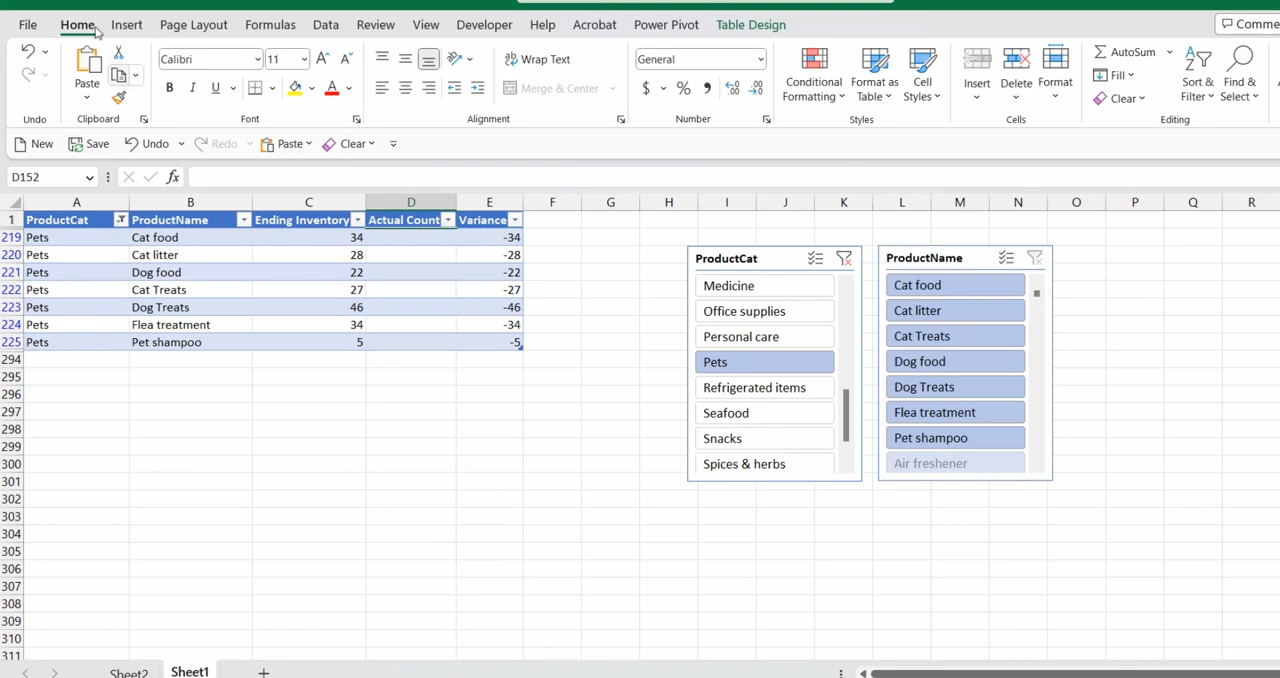 File Home Insert Page Layout Formulas Data Review View Developer Help Acrobat Power Pivot Table Design
Calibri 11 Wrap Text General AutoSum
Paste Conditional Formatting Format as Table Cell Styles Insert Delete Format Fill Sort & Filter Find & Select
B I U Merge & Center $ % , Clear
Undo Clipboard Font Alignment Number Styles Cells Editing
New Save Undo Redo Paste Clear
D152 fx
A B C D E F G H I J K L M N O P Q R
1 ProductCat ProductName Ending Inventory Actual Count Variance
219 Pets Cat food 34 -34
220 Pets Cat litter 28 -28
221 Pets Dog food 22 -22
222 Pets Cat Treats 27 -27
223 Pets Dog Treats 46 -46
224 Pets Flea treatment 34 -34
225 Pets Pet shampoo 5 -5
294
295
296
297
298
299
300
301
302
303
304
305
306
307
308
309
310
311
ProductCat
Medicine
Office supplies
Personal care
Pets
Refrigerated items
Seafood
Snacks
Spices & herbs
ProductName
Cat food
Cat litter
Cat Treats
Dog food
Dog Treats
Flea treatment
Pet shampoo
Air freshener
Sheet2 Sheet1